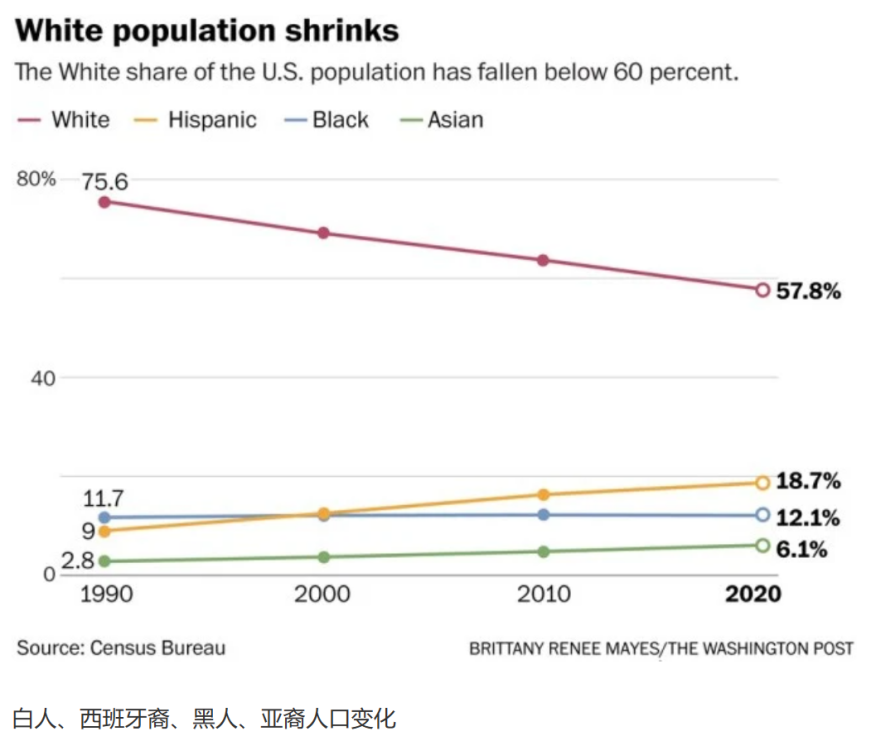 White population shrinks
The White share of the U.S. population has fallen below 60 percent.
White Hispanic Black Asian
80% 75.6
57.8%
40
18.7%
11.7
12.1%
9
6.1%
2.8
0
1990 2000 2010 2020
Source: Census Bureau BRITTANY RENEE MAYES/THE WASHINGTON POST
白人、西班牙裔、黑人、亚裔人口变化